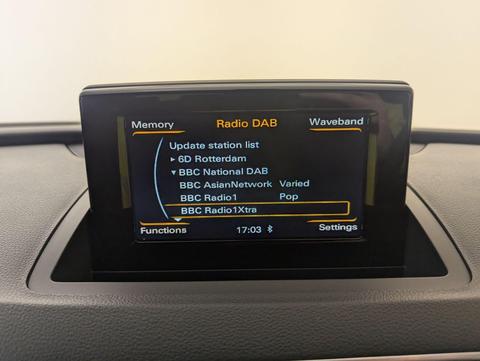 Memory
Radio DAB
Waveband
Update station list
6D Rotterdam
BBC National DAB
BBC AsianNetwork Varied
BBC Radio1 Pop
BBC Radio1Xtra
Functions
17:03
Settings